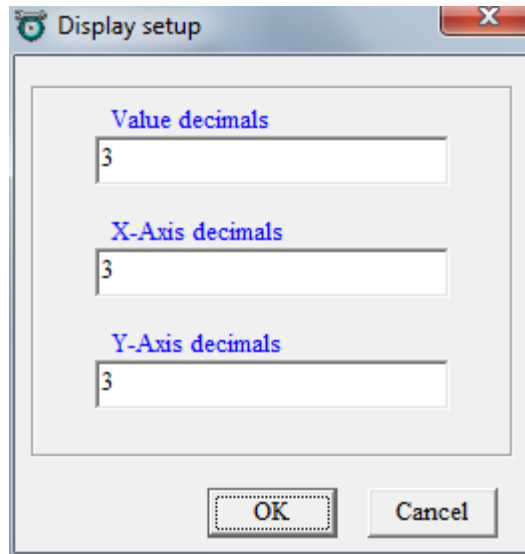 Display setup
Value decimals
3
X-Axis decimals
3
Y-Axis decimals
3
OK
Cancel